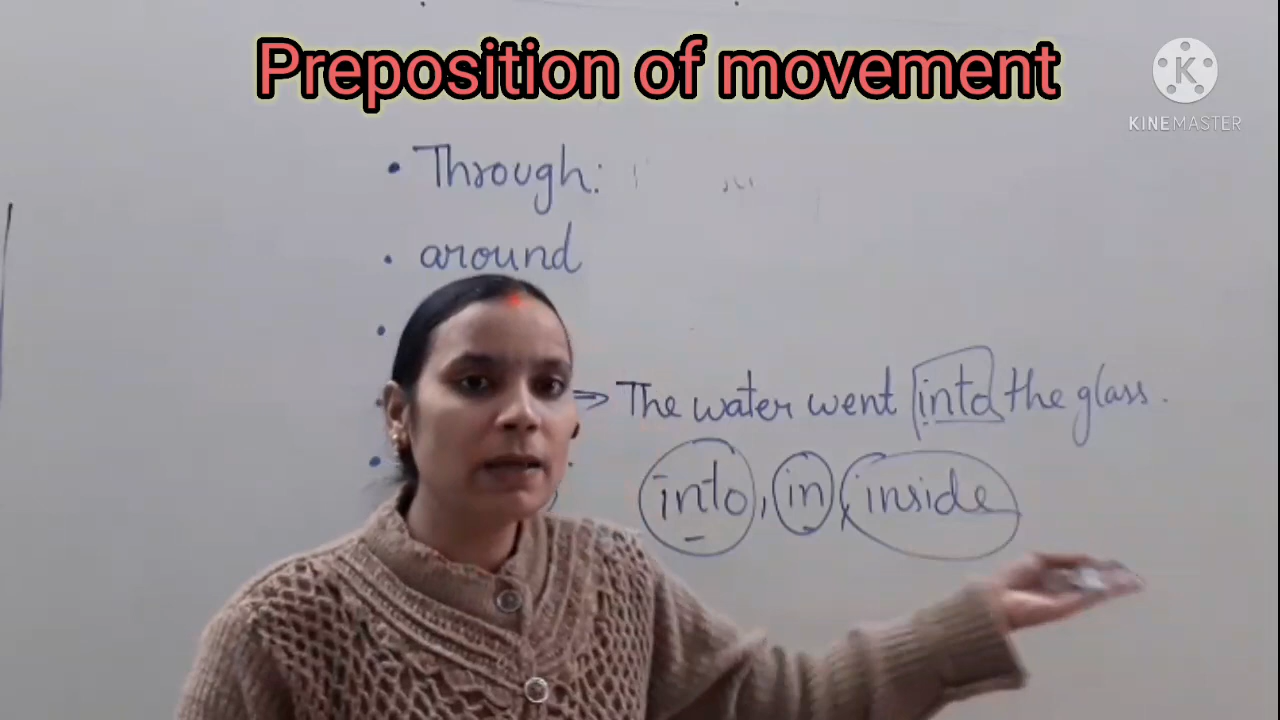 Preposition of movement
K
KINEMASTER
• Through:
• around
•
• => The water went into the glass.
• into, in, inside